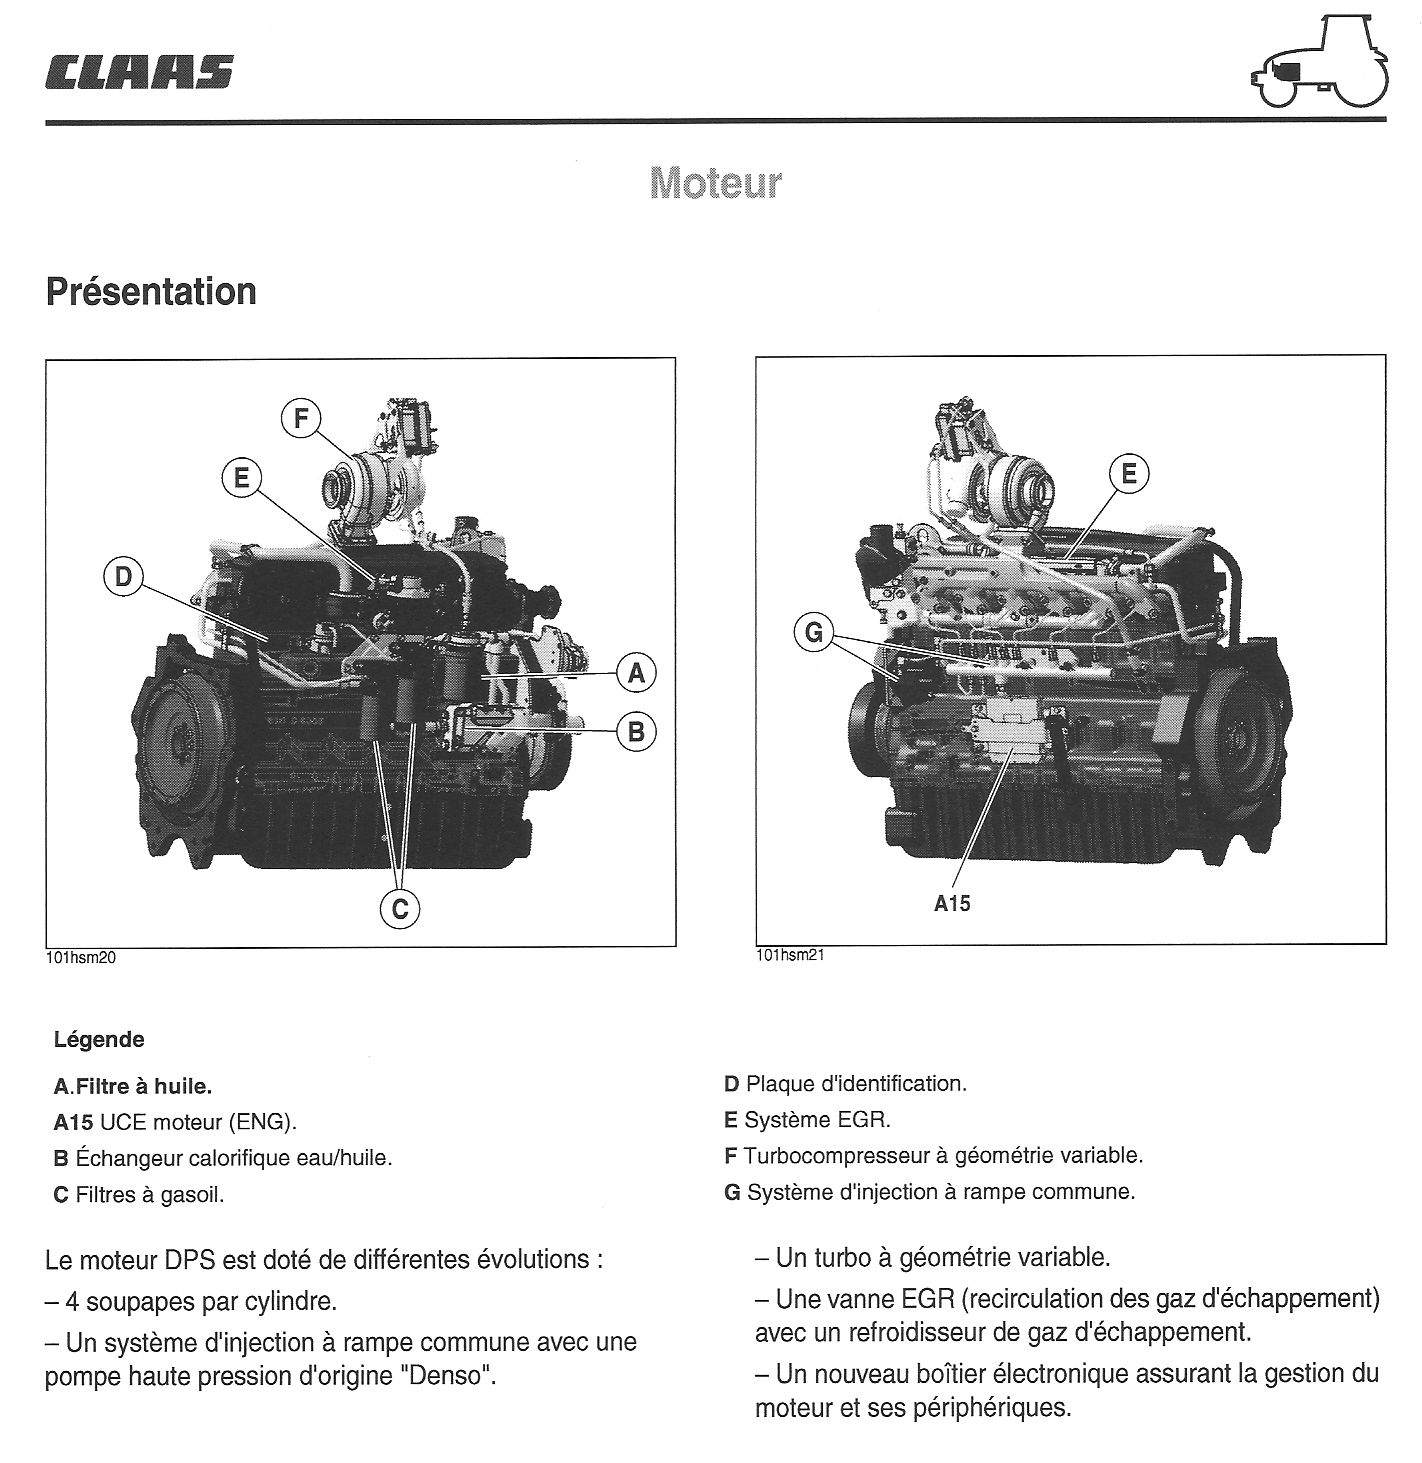 CLAAS
Moteur
Présentation
F
E
D
A
B
C
101hsm20
E
G
A15
101hsm21
Légende
A.Filtre à huile.
A15 UCE moteur (ENG).
B Échangeur calorifique eau/huile.
C Filtres à gasoil.
D Plaque d'identification.
E Système EGR.
F Turbocompresseur à géométrie variable.
G Système d'injection à rampe commune.
Le moteur DPS est doté de différentes évolutions :
– 4 soupapes par cylindre.
– Un système d'injection à rampe commune avec une
pompe haute pression d'origine "Denso".
– Un turbo à géométrie variable.
– Une vanne EGR (recirculation des gaz d'échappement)
avec un refroidisseur de gaz d'échappement.
– Un nouveau boîtier électronique assurant la gestion du
moteur et ses périphériques.